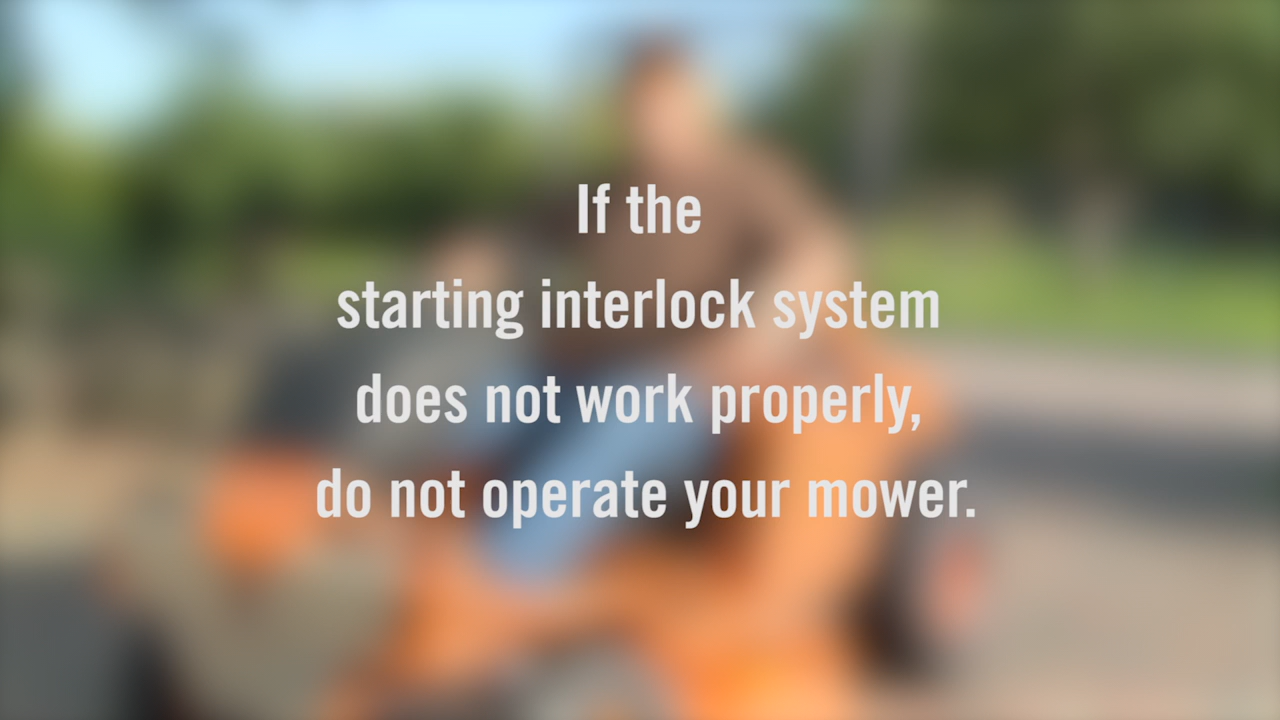 If the
starting interlock system
does not work properly,
do not operate your mower.